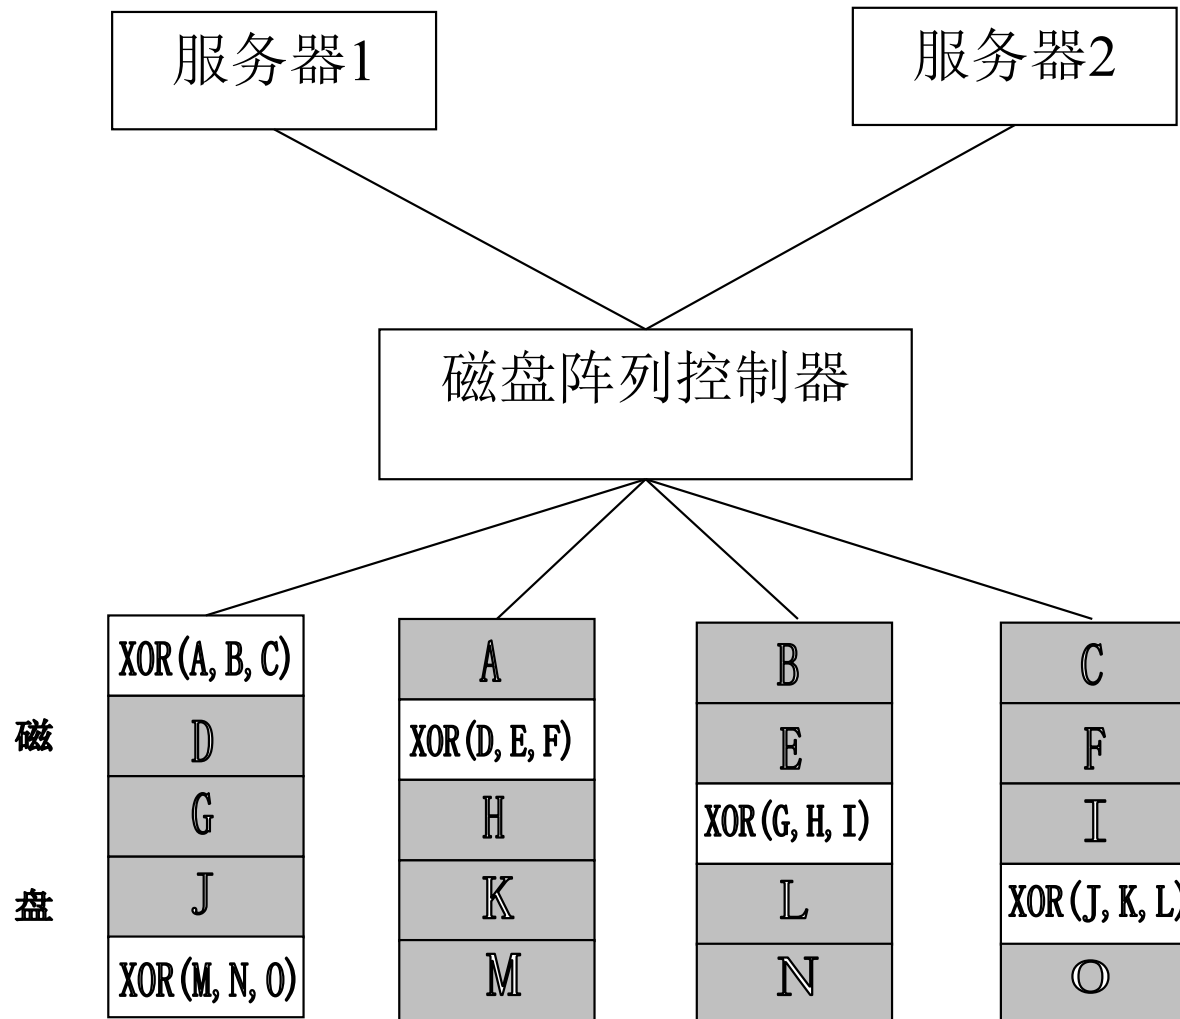 服务器1
服务器2
磁盘阵列控制器
XOR(A, B, C)
A
B
C
磁
D
XOR(D, E, F)
E
F
G
H
XOR(G, H, I)
I
盘
J
K
L
XOR(J, K, L)
XOR(M, N, O)
M
N
O